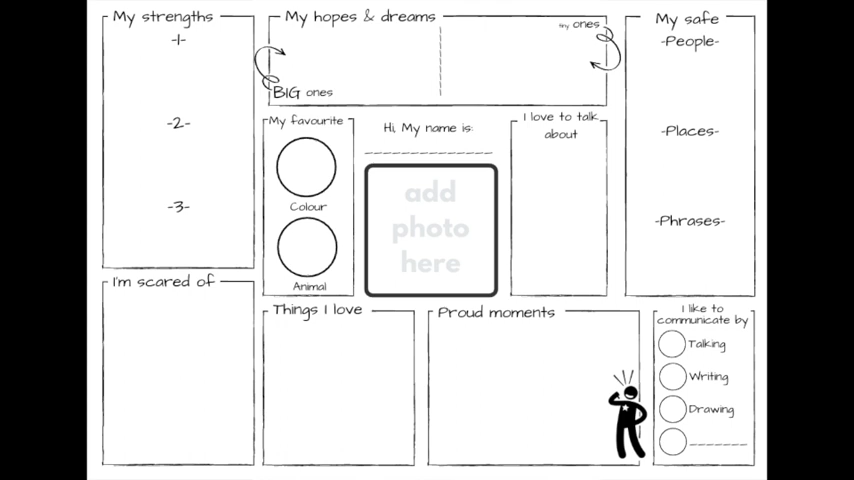 My strengths
-1-
-2-
-3-
My hopes & dreams
tiny ones
BIG ones
My safe
-People-
-Places-
-Phrases-
My favourite
Colour
Animal
Hi, My name is:
add
photo
here
I love to talk
about
I'm scared of
Things I love
Proud moments
I like to
communicate by
Talking
Writing
Drawing